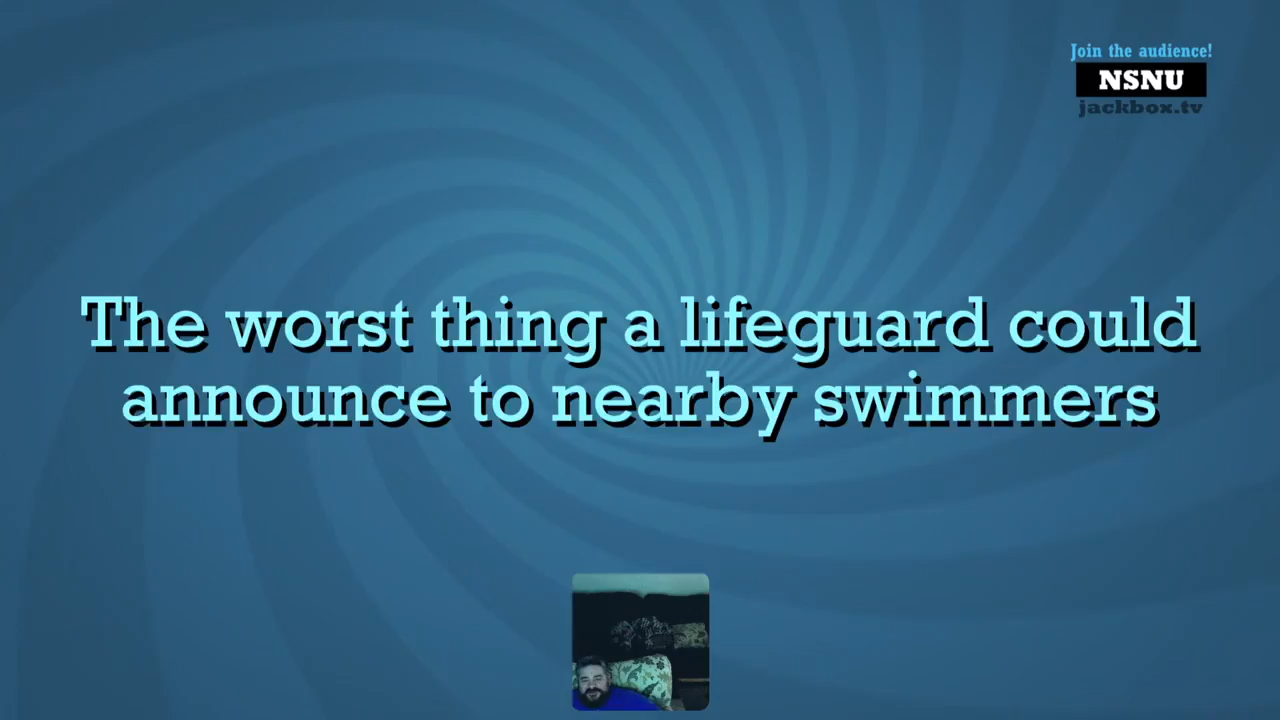 Join the audience!
NSNU
jackbox.tv
The worst thing a lifeguard could
announce to nearby swimmers